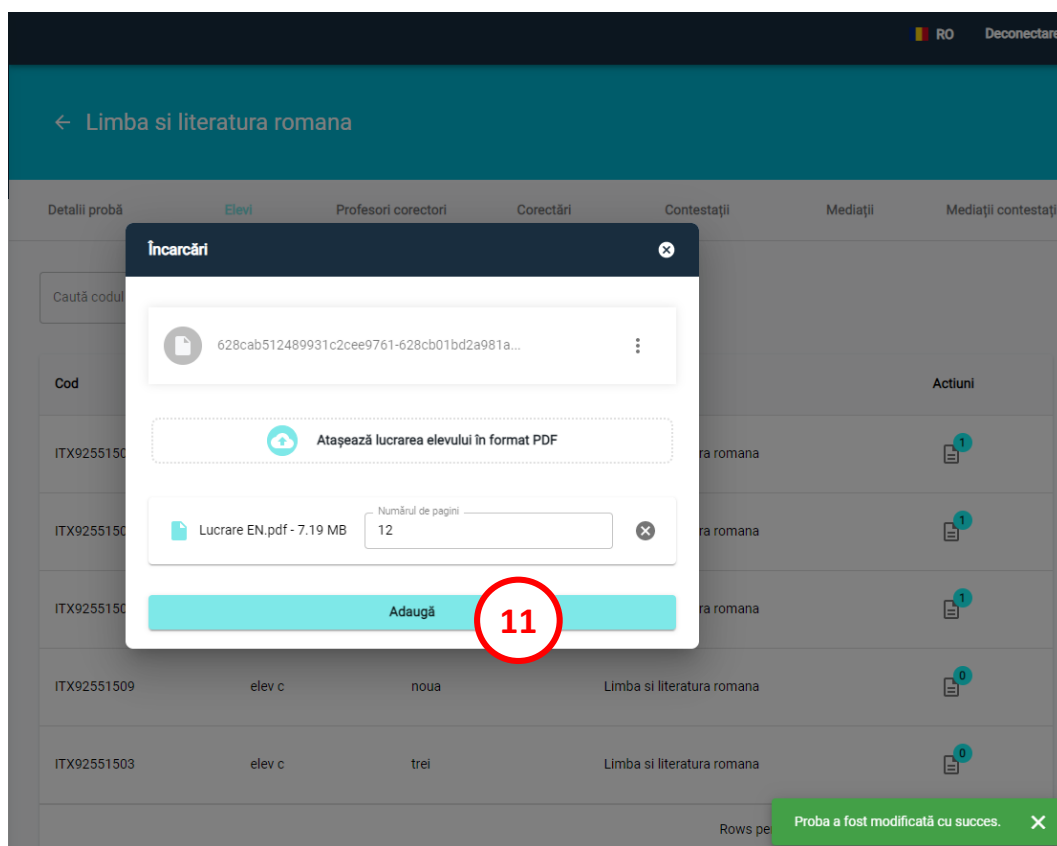 RO Deconectare
← Limba si literatura romana
Detalii probă Elevi Profesori corectori Corectări Contestații Mediații Mediații contestați
Încarcări
Caută codul
628cab512489931c2cee9761-628cb01bd2a981a...
Cod Actiuni
Atașează lucrarea elevului în format PDF
ITX9255150 ra romana 1
Numărul de pagini
ITX9255150 Lucrare EN.pdf - 7.19 MB 12 ra romana 1
ITX9255150 Adaugă 11 ra romana 1
ITX92551509 elev c noua Limba si literatura romana 0
ITX92551503 elev c trei Limba si literatura romana 0
Rows pe Proba a fost modificată cu succes.